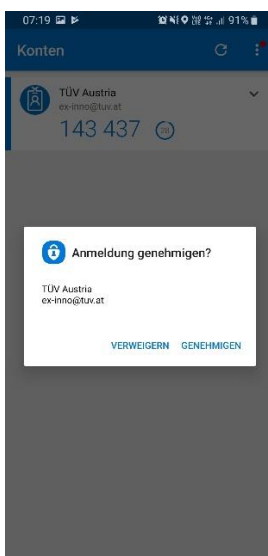 07:19 91%
Konten
TÜV Austria
ex-inno@tuv.at
143 437 28
Anmeldung genehmigen?
TÜV Austria
ex-inno@tuv.at
VERWEIGERN GENEHMIGEN